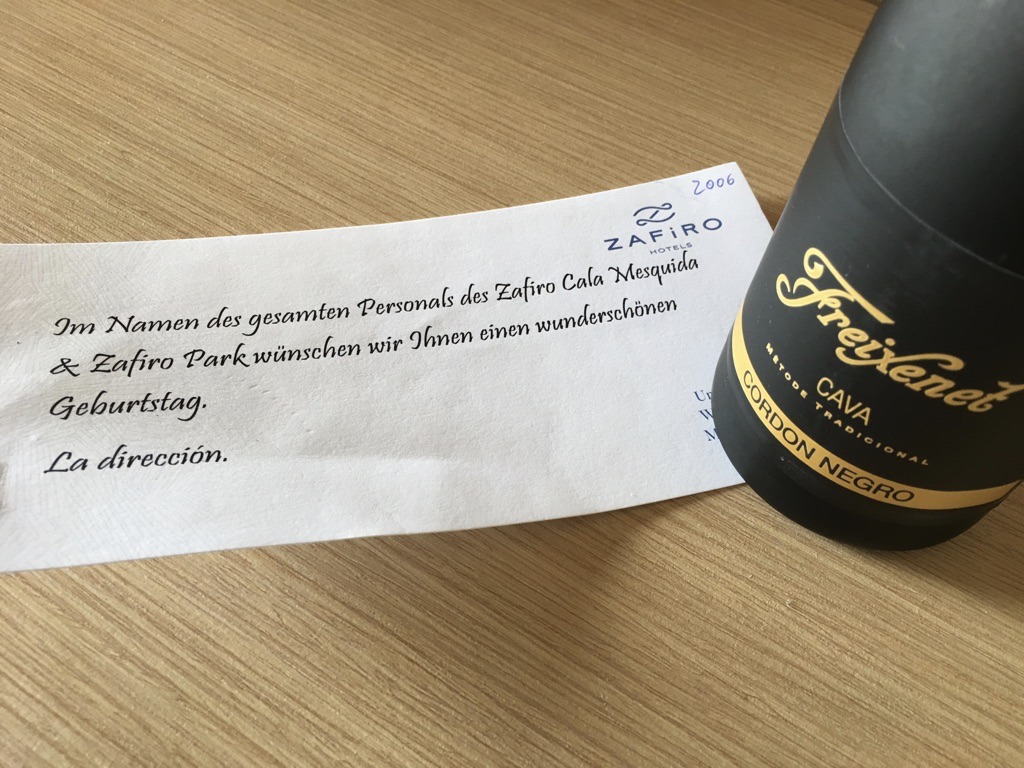 2006
ZAFiRO
HOTELS
Im Namen des gesamten Personals des Zafiro Cala Mesquida
& Zafiro Park wünschen wir Ihnen einen wunderschönen
Geburtstag.
La dirección.
Freixenet
CAVA
METODE TRADICIONAL
CORDON NEGRO